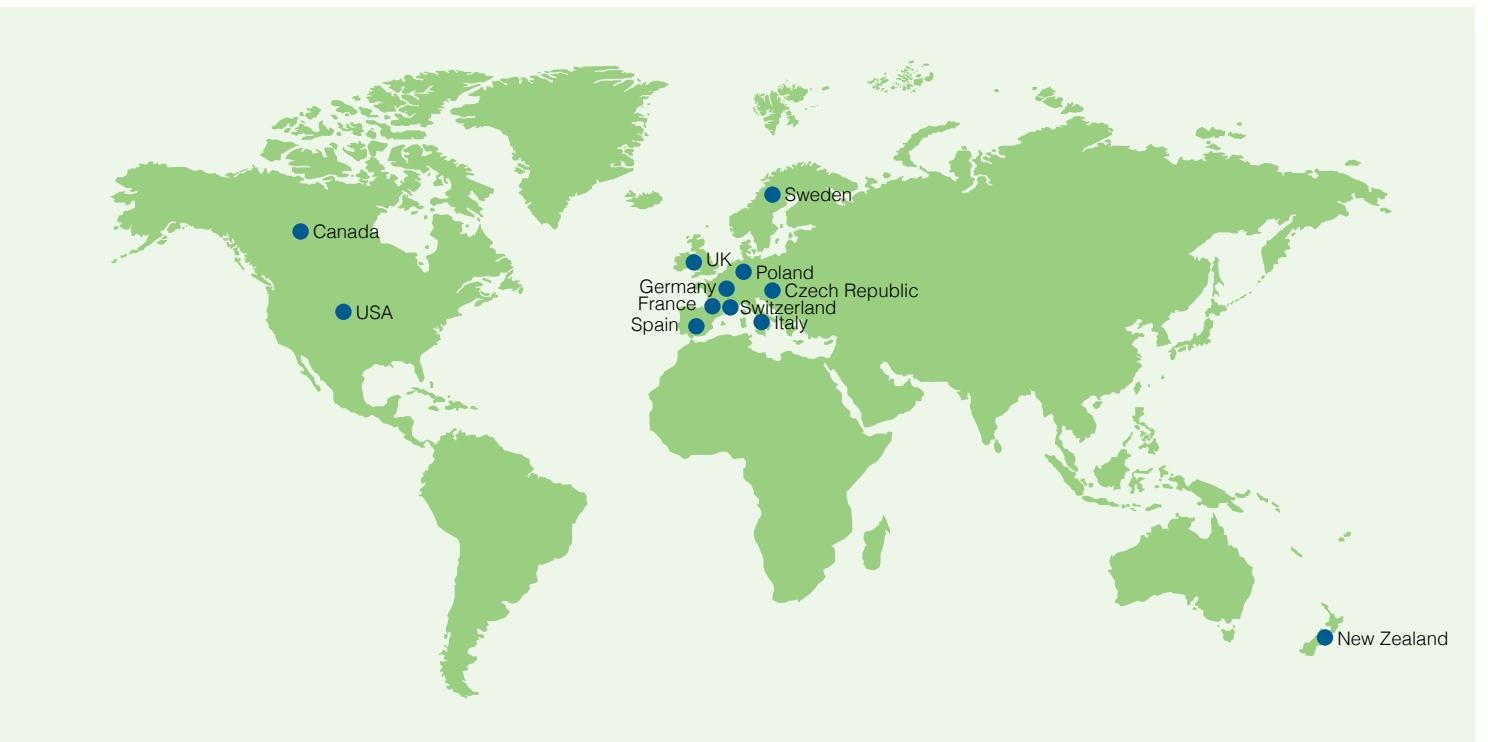 Sweden
Canada
UK
Poland
Germany
Czech Republic
France
Switzerland
USA
Italy
Spain
New Zealand